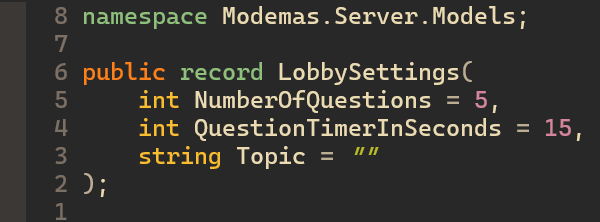 8 namespace Modemas.Server.Models;
7
6 public record LobbySettings(
5     int NumberOfQuestions = 5,
4     int QuestionTimerInSeconds = 15,
3     string Topic = ""
2 );
1